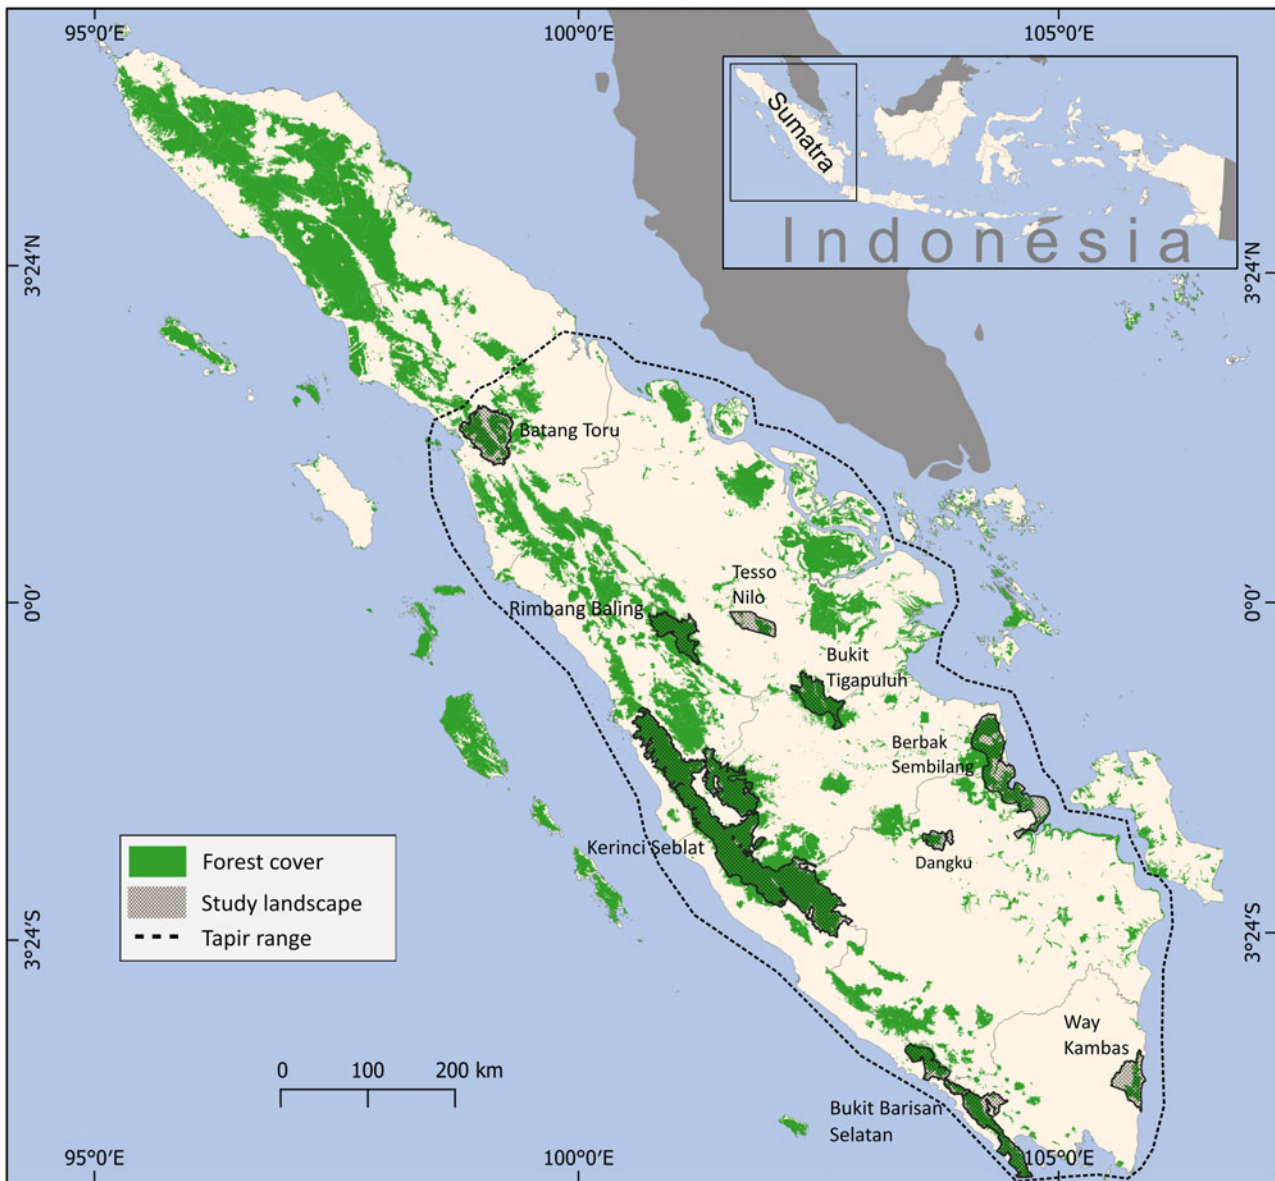 95°0′E
100°0′E
105°0′E
Sumatra
Indonésia
3°24′N
3°24′N
Batang Toru
Tesso
Nilo
0°0′
0°0′
Rimbang Baling
Bukit
Tigapuluh
Berbak
Sembilang
Kerinci Seblat
Dangku
Forest cover
Study landscape
Tapir range
3°24′S
3°24′S
Way
Kambas
0 100 200 km
Bukit Barisan
Selatan
95°0′E
100°0′E
105°0′E